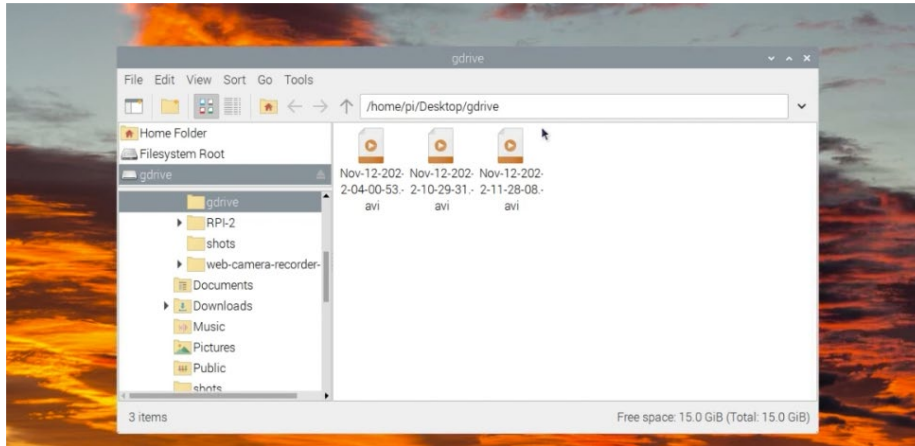 gdrive
File Edit View Sort Go Tools
/home/pi/Desktop/gdrive
Home Folder
Filesystem Root
gdrive
gdrive
RPI-2
shots
web-camera-recorder-
Documents
Downloads
Music
Pictures
Public
shots
Nov-12-202-
2-04-00-53.-
avi
Nov-12-202-
2-10-29-31.-
avi
Nov-12-202-
2-11-28-08.-
avi
3 items
Free space: 15.0 GiB (Total: 15.0 GiB)